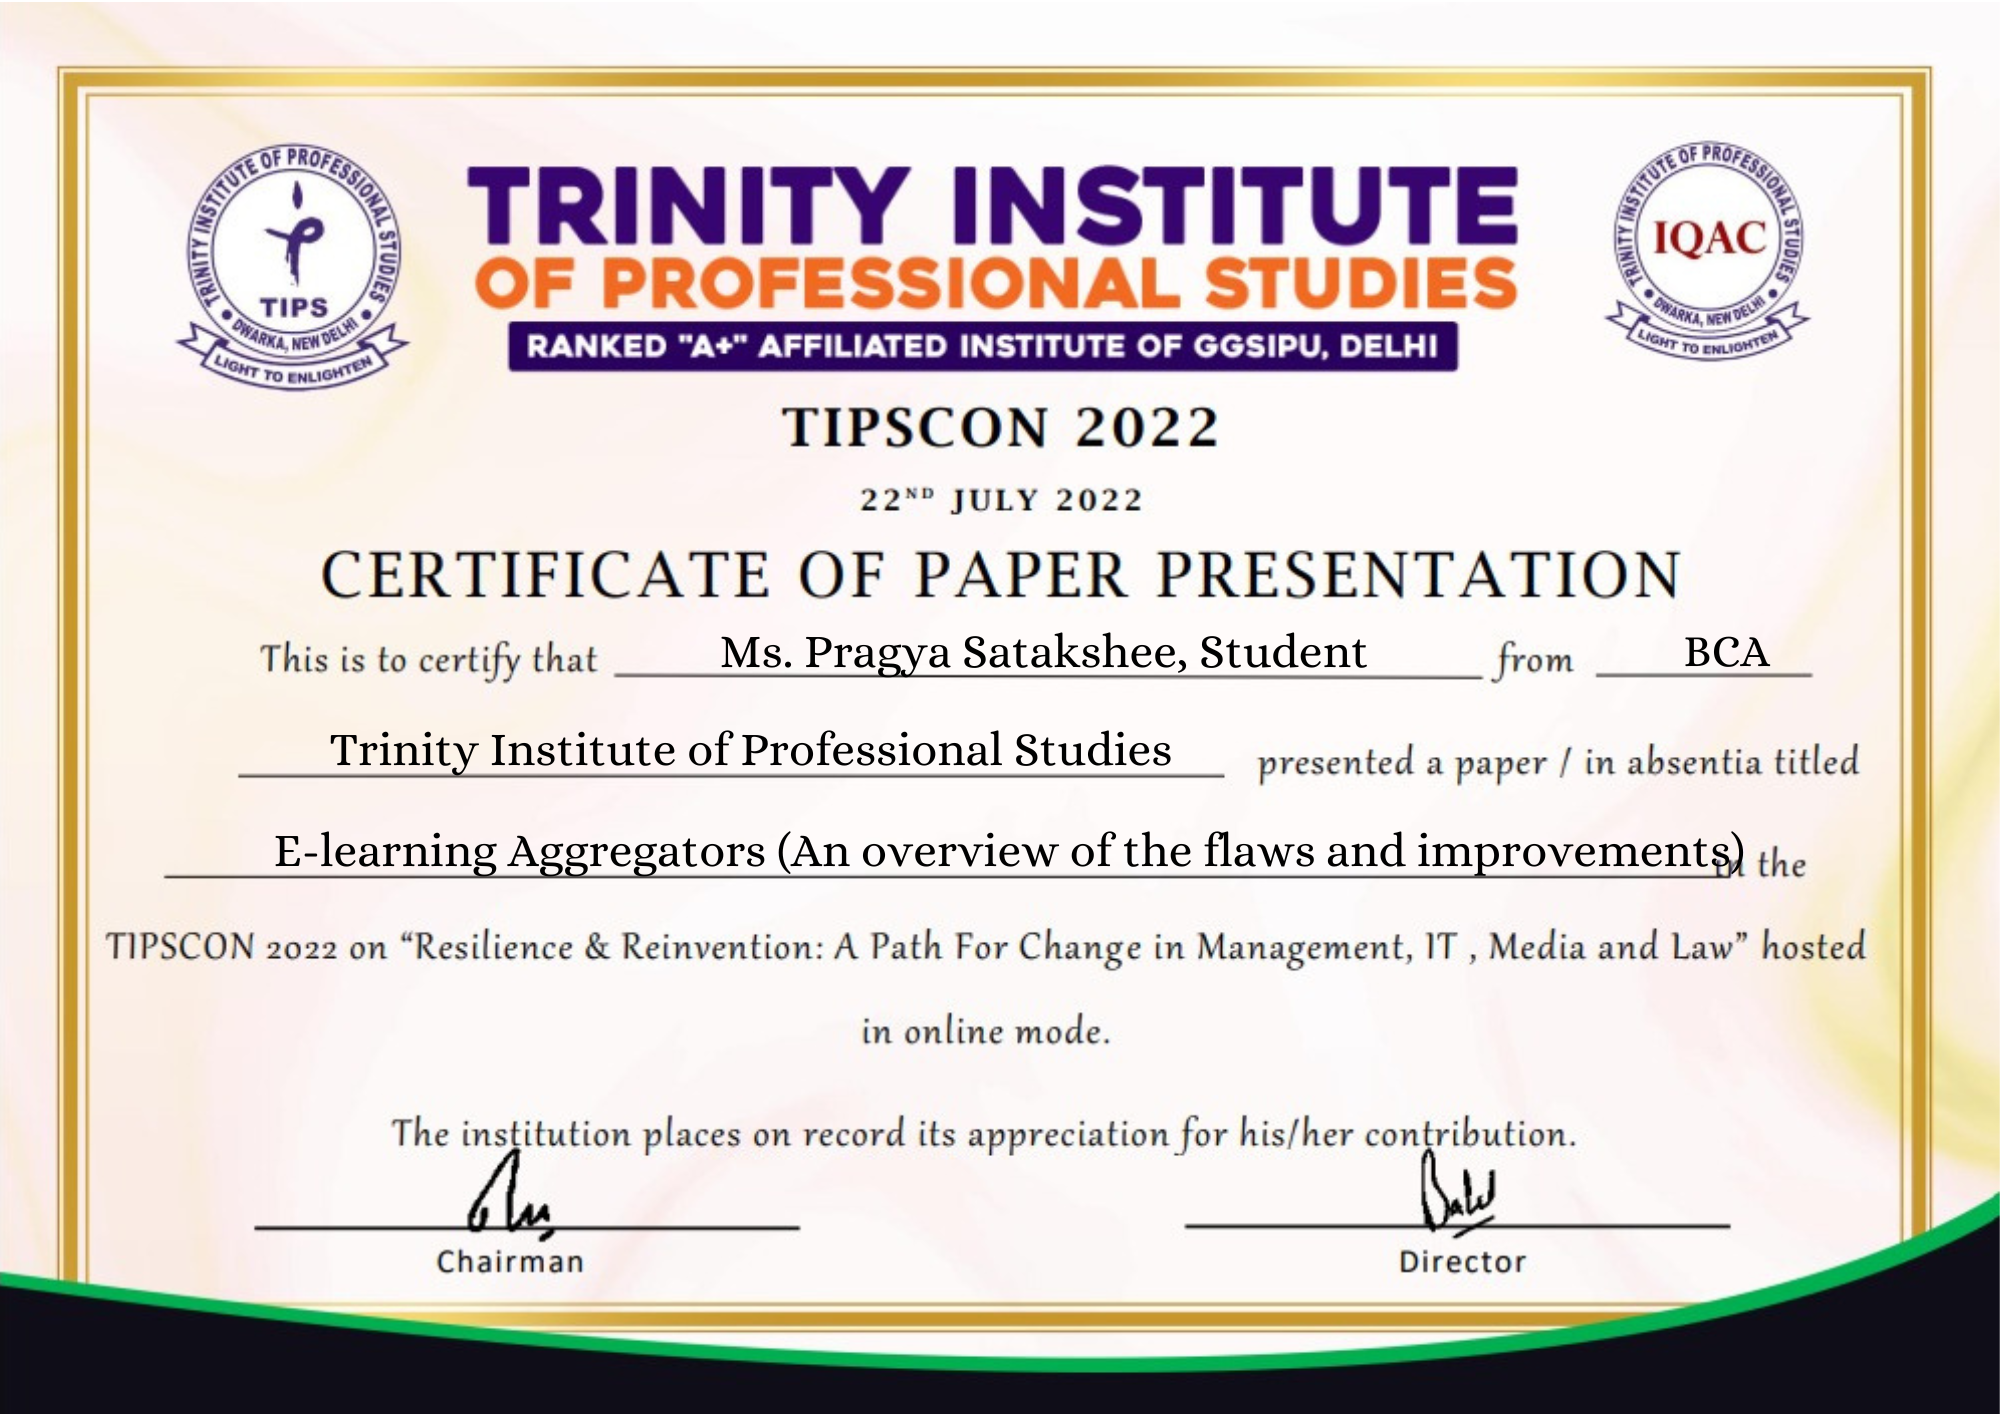 TRINITY INSTITUTE OF PROFESSIONAL STUDIES
TIPS
DWARKA, NEW DELHI
LIGHT TO ENLIGHTEN
TRINITY INSTITUTE
OF PROFESSIONAL STUDIES
RANKED "A+" AFFILIATED INSTITUTE OF GGSIPU, DELHI
TRINITY INSTITUTE OF PROFESSIONAL STUDIES
IQAC
DWARKA, NEW DELHI
LIGHT TO ENLIGHTEN
TIPSCON 2022
22ND JULY 2022
CERTIFICATE OF PAPER PRESENTATION
This is to certify that Ms. Pragya Satakshee, Student from BCA
Trinity Institute of Professional Studies presented a paper / in absentia titled
E-learning Aggregators (An overview of the flaws and improvements) in the
TIPSCON 2022 on “Resilience & Reinvention: A Path For Change in Management, IT , Media and Law” hosted
in online mode.
The institution places on record its appreciation for his/her contribution.
Chairman
Director